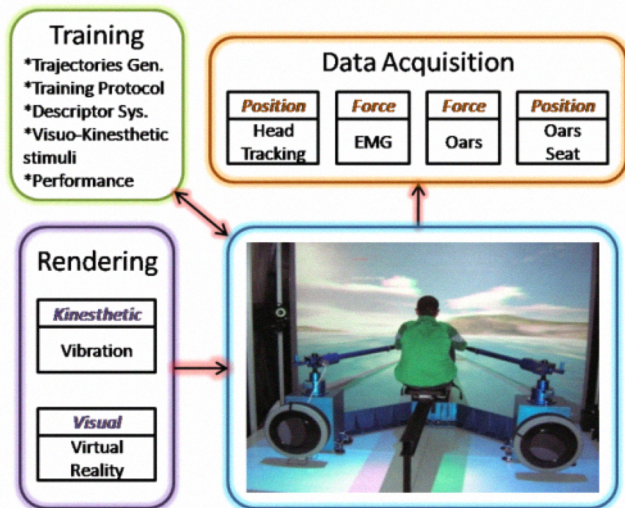 Training
*Trajectories Gen.
*Training Protocol
*Descriptor Sys.
*Visuo-Kinesthetic
stimuli
*Performance
Data Acquisition
Position
Head
Tracking
Force
EMG
Force
Oars
Position
Oars
Seat
Rendering
Kinesthetic
Vibration
Visual
Virtual
Reality